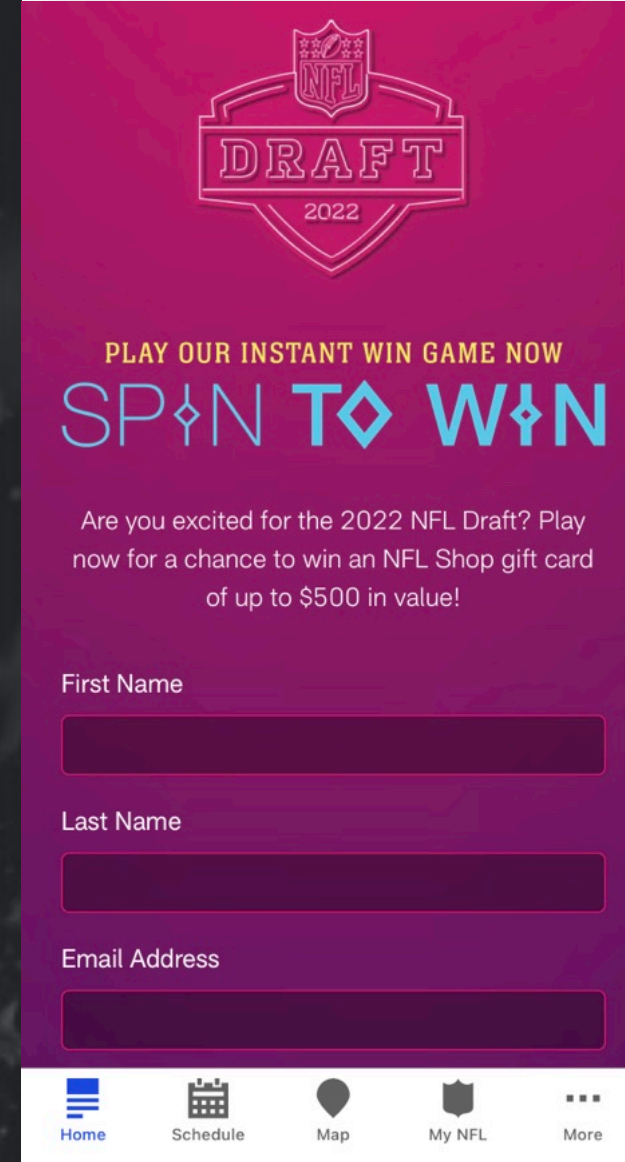 NFL
DRAFT
2022
PLAY OUR INSTANT WIN GAME NOW
SPIN TO WIN
Are you excited for the 2022 NFL Draft? Play
now for a chance to win an NFL Shop gift card
of up to $500 in value!
First Name
Last Name
Email Address
Home Schedule Map My NFL More